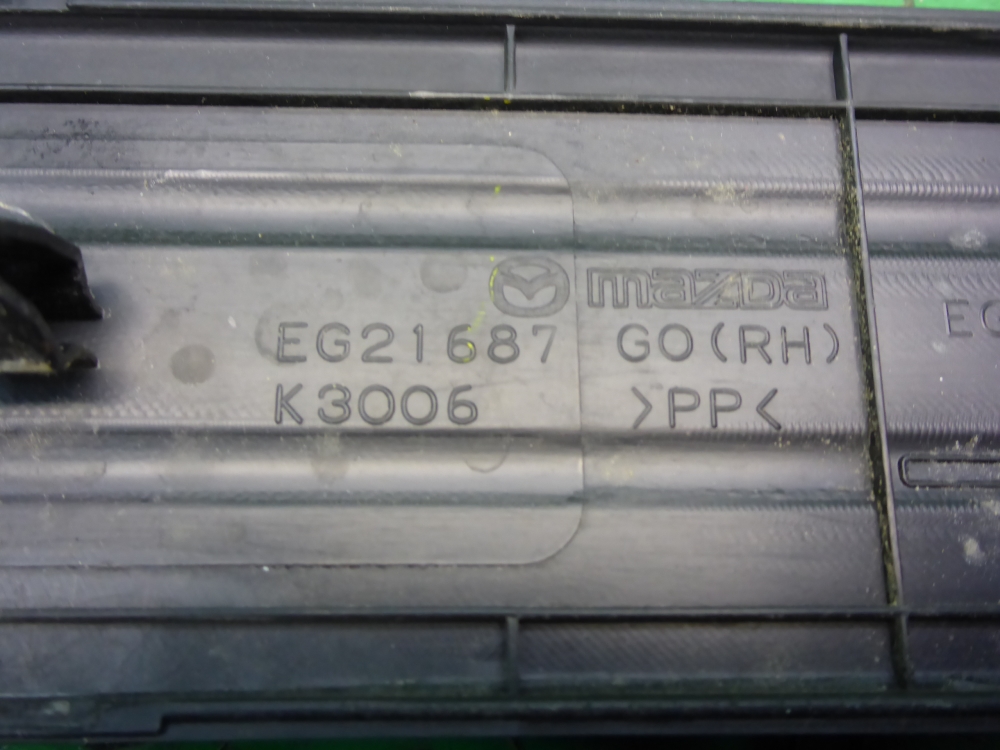 mazda
EG21687 GO(RH)
K3006 >PP<